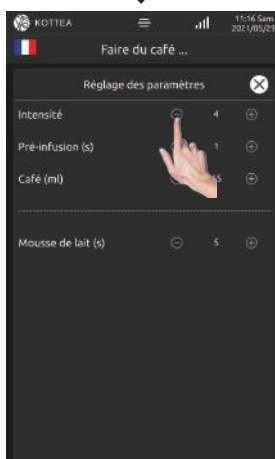 KOTTEA
11:16 Sam.
2021/05/29
Faire du café ...
Réglage des paramètres
Intensité 4
Pré-infusion (s) 1
Café (ml)
Mousse de lait (s) 5